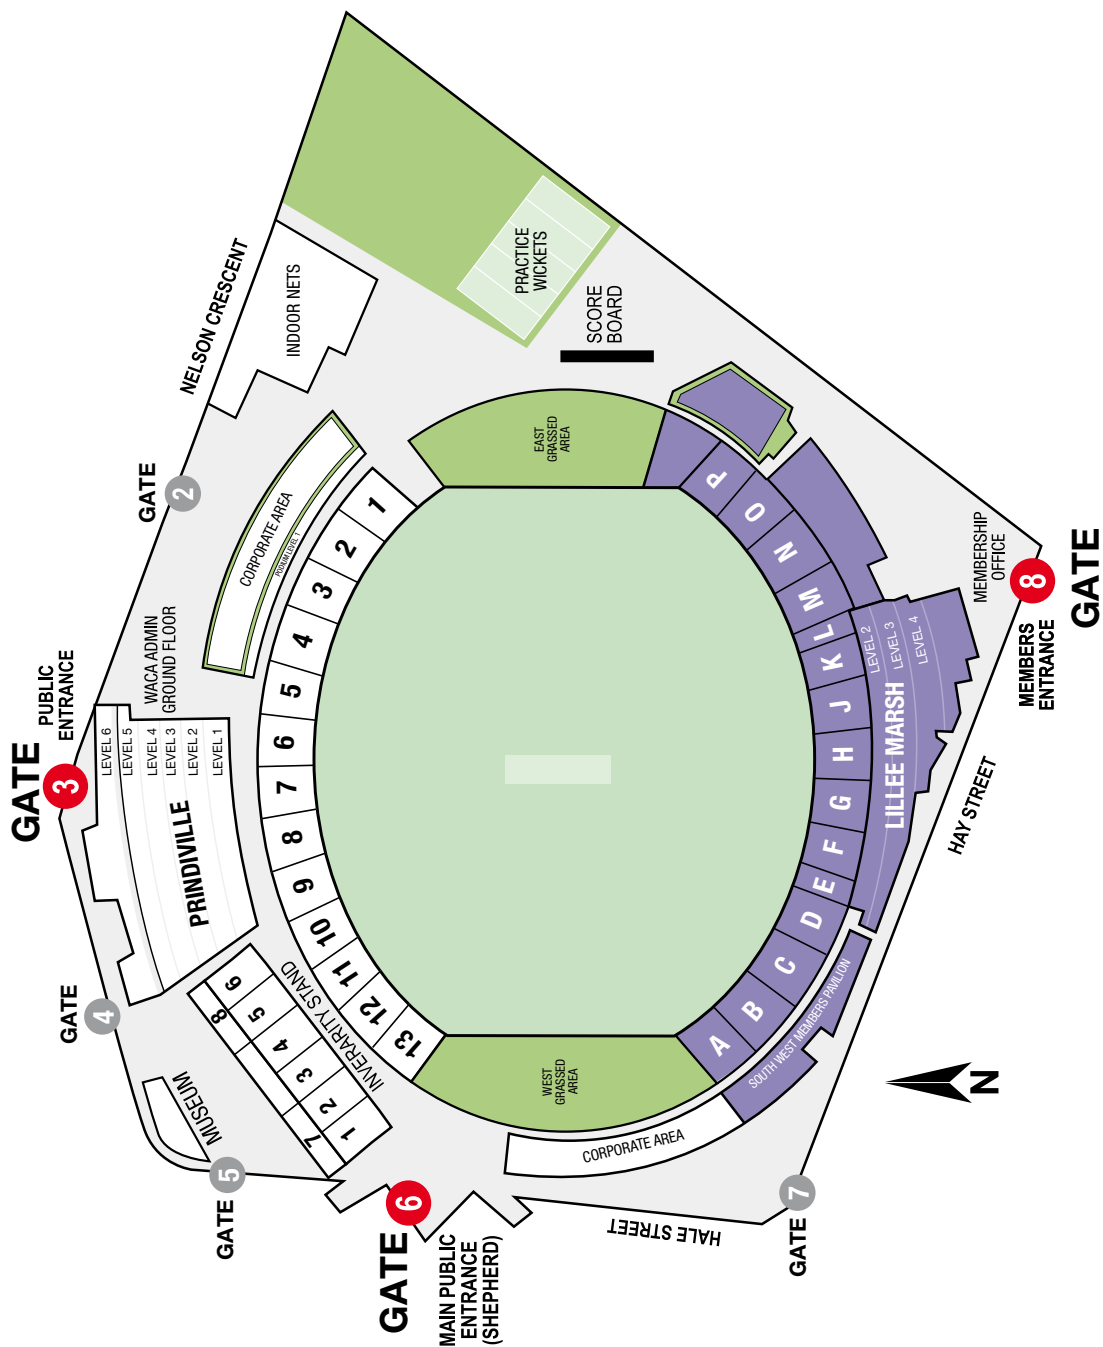 NELSON CRESCENT
INDOOR NETS
PRACTICE
WICKETS
SCORE
BOARD
GATE
2
CORPORATE AREA
PODIUM LEVEL 1
EAST
GRASSED
AREA
WACA ADMIN
GROUND FLOOR
PUBLIC
ENTRANCE
GATE
3
LEVEL 6
LEVEL 5
LEVEL 4
LEVEL 3
LEVEL 2
LEVEL 1
PRINDIVILLE
1
2
3
4
5
6
7
8
9
10
11
12
13
P
O
N
M
L
K
J
H
G
F
E
D
C
B
A
LEVEL 2
LEVEL 3
LEVEL 4
LILLEE MARSH
MEMBERSHIP
OFFICE
8
GATE
MEMBERS
ENTRANCE
HAY STREET
GATE
4
INVERARITY STAND
8
6
5
4
3
2
1
7
MUSEUM
GATE
5
WEST
GRASSED
AREA
SOUTH WEST MEMBERS PAVILION
CORPORATE AREA
N
GATE
6
MAIN PUBLIC
ENTRANCE
(SHEPHERD)
HALE STREET
GATE
7